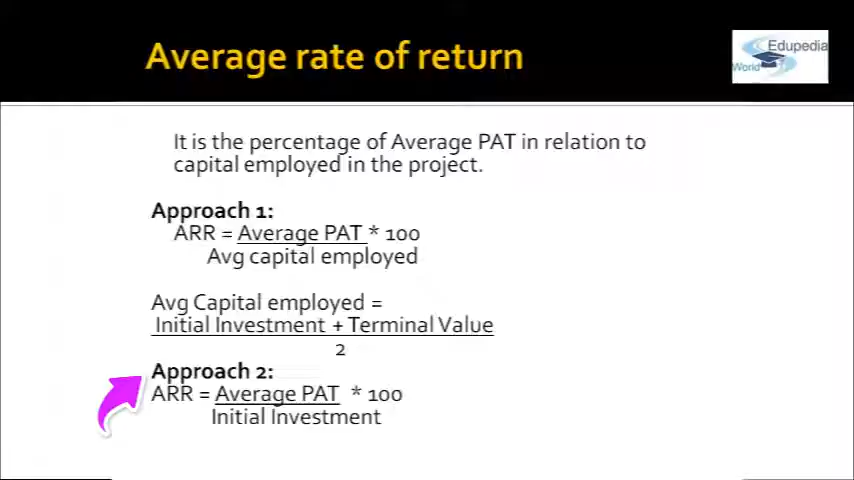 Average rate of return
Edupedia
World
It is the percentage of Average PAT in relation to
capital employed in the project.
Approach 1:
ARR = Average PAT * 100
Avg capital employed
Avg Capital employed =
Initial Investment + Terminal Value
2
Approach 2:
ARR = Average PAT * 100
Initial Investment